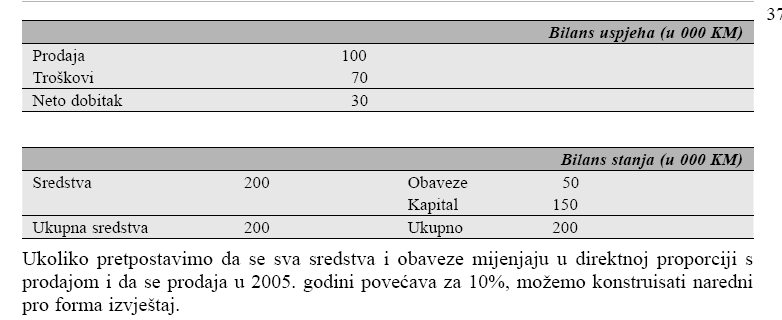 37
Bilans uspjeha (u 000 KM)
Prodaja 100
Troškovi 70
Neto dobitak 30
Bilans stanja (u 000 KM)
Sredstva 200 Obaveze 50
Kapital 150
Ukupna sredstva 200 Ukupno 200
Ukoliko pretpostavimo da se sva sredstva i obaveze mijenjaju u direktnoj proporciji s
prodajom i da se prodaja u 2005. godini povećava za 10%, možemo konstruisati naredni
pro forma izvještaj.